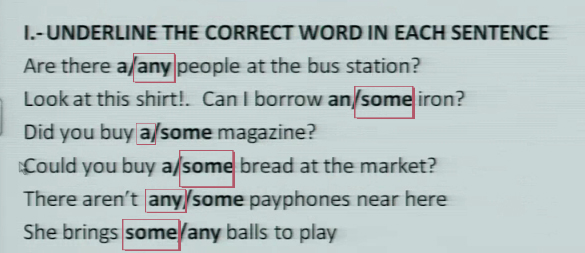 I.- UNDERLINE THE CORRECT WORD IN EACH SENTENCE
Are there a/any people at the bus station?
Look at this shirt!. Can I borrow an/some iron?
Did you buy a/some magazine?
Could you buy a/some bread at the market?
There aren't any/some payphones near here
She brings some/any balls to play